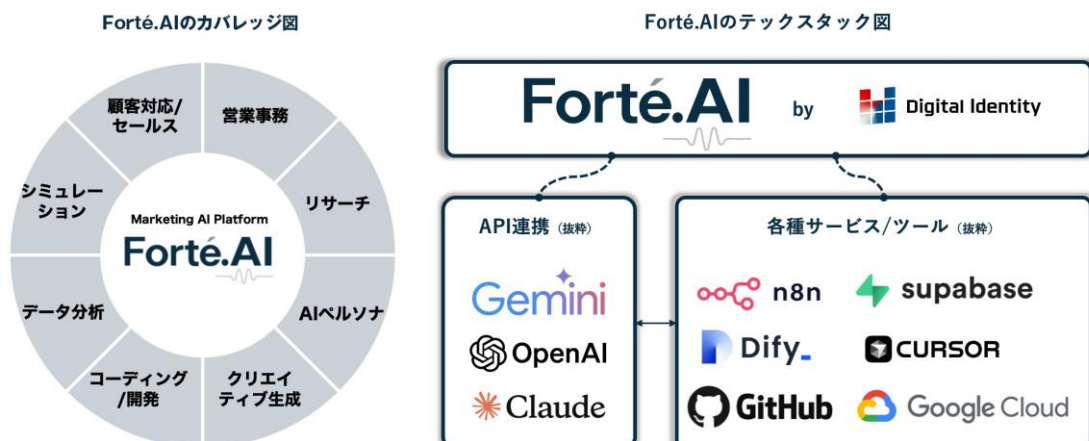 Forté.AIのカバレッジ図
顧客対応/
セールス
営業事務
リサーチ
AIペルソナ
クリエイ
ティブ生成
コーディング
/開発
データ分析
シミュレー
ション
Marketing AI Platform
Forté.AI
Forté.AIのテックスタック図
Forté.AI by Digital Identity
API連携（抜粋）
Gemini
OpenAI
Claude
各種サービス/ツール（抜粋）
n8n
supabase
Dify_
CURSOR
GitHub
Google Cloud